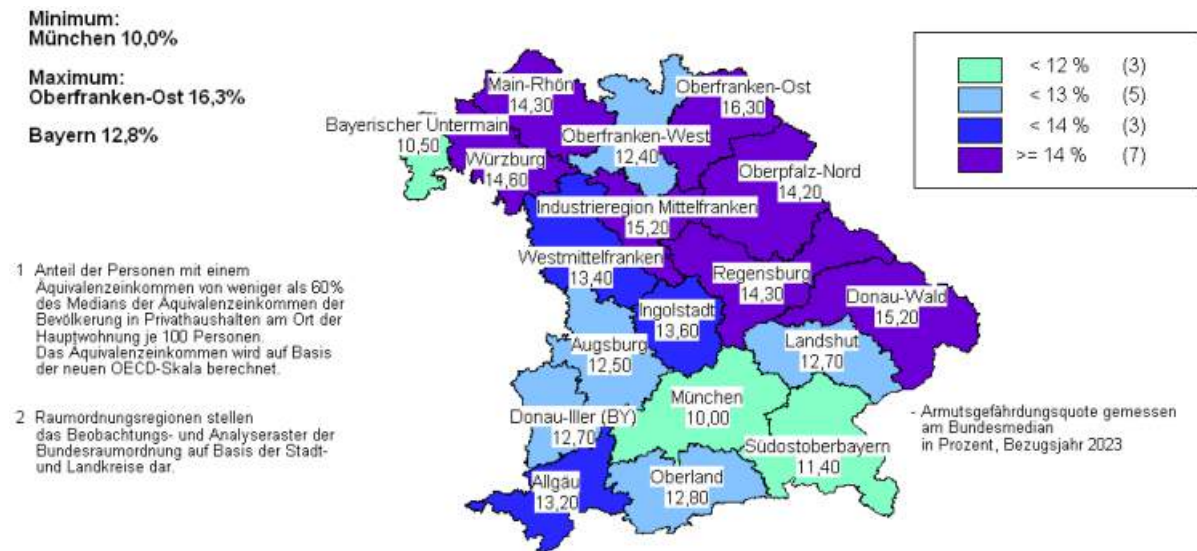 Minimum:
München 10,0%
Maximum:
Oberfranken-Ost 16,3%
Bayern 12,8%
< 12 % (3)
< 13 % (5)
< 14 % (3)
>= 14 % (7)
Main-Rhön
14,30
Oberfranken-Ost
16,30
Bayerischer Untermain
10,50
Oberfranken-West
12,40
Würzburg
14,60
Oberpfalz-Nord
14,20
Industrieregion Mittelfranken
15,20
Westmittelfranken
13,40
Regensburg
14,30
Donau-Wald
15,20
Ingolstadt
13,60
Augsburg
12,50
Landshut
12,70
München
10,00
Donau-Iller (BY)
12,70
Südostoberbayern
11,40
Allgäu
13,20
Oberland
12,80
1 Anteil der Personen mit einem
Äquivalenzeinkommen von weniger als 60%
des Medians der Äquivalenzeinkommen der
Bevölkerung in Privathaushalten am Ort der
Hauptwohnung je 100 Personen.
Das Äquivalenzeinkommen wird auf Basis
der neuen OECD-Skala berechnet.
2 Raumordnungsregionen stellen
das Beobachtungs- und Analyseraster der
Bundesraumordnung auf Basis der Stadt-
und Landkreise dar.
- Armutsgefährdungsquote gemessen
am Bundesmedian
in Prozent, Bezugsjahr 2023